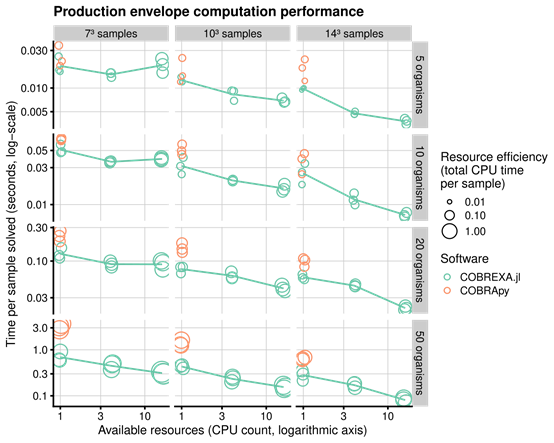 Production envelope computation performance
7³ samples
10³ samples
14³ samples
Time per sample solved (seconds, log−scale)
0.030
0.010
0.005
5 organisms
0.05
0.03
0.01
10 organisms
0.30
0.10
0.03
20 organisms
3.0
1.0
0.3
0.1
50 organisms
1 3 10 1 3 10 1 3 10
Available resources (CPU count, logarithmic axis)
Resource efficiency
(total CPU time
per sample)
0.01
0.10
1.00
Software
COBREXA.jl
COBRApy